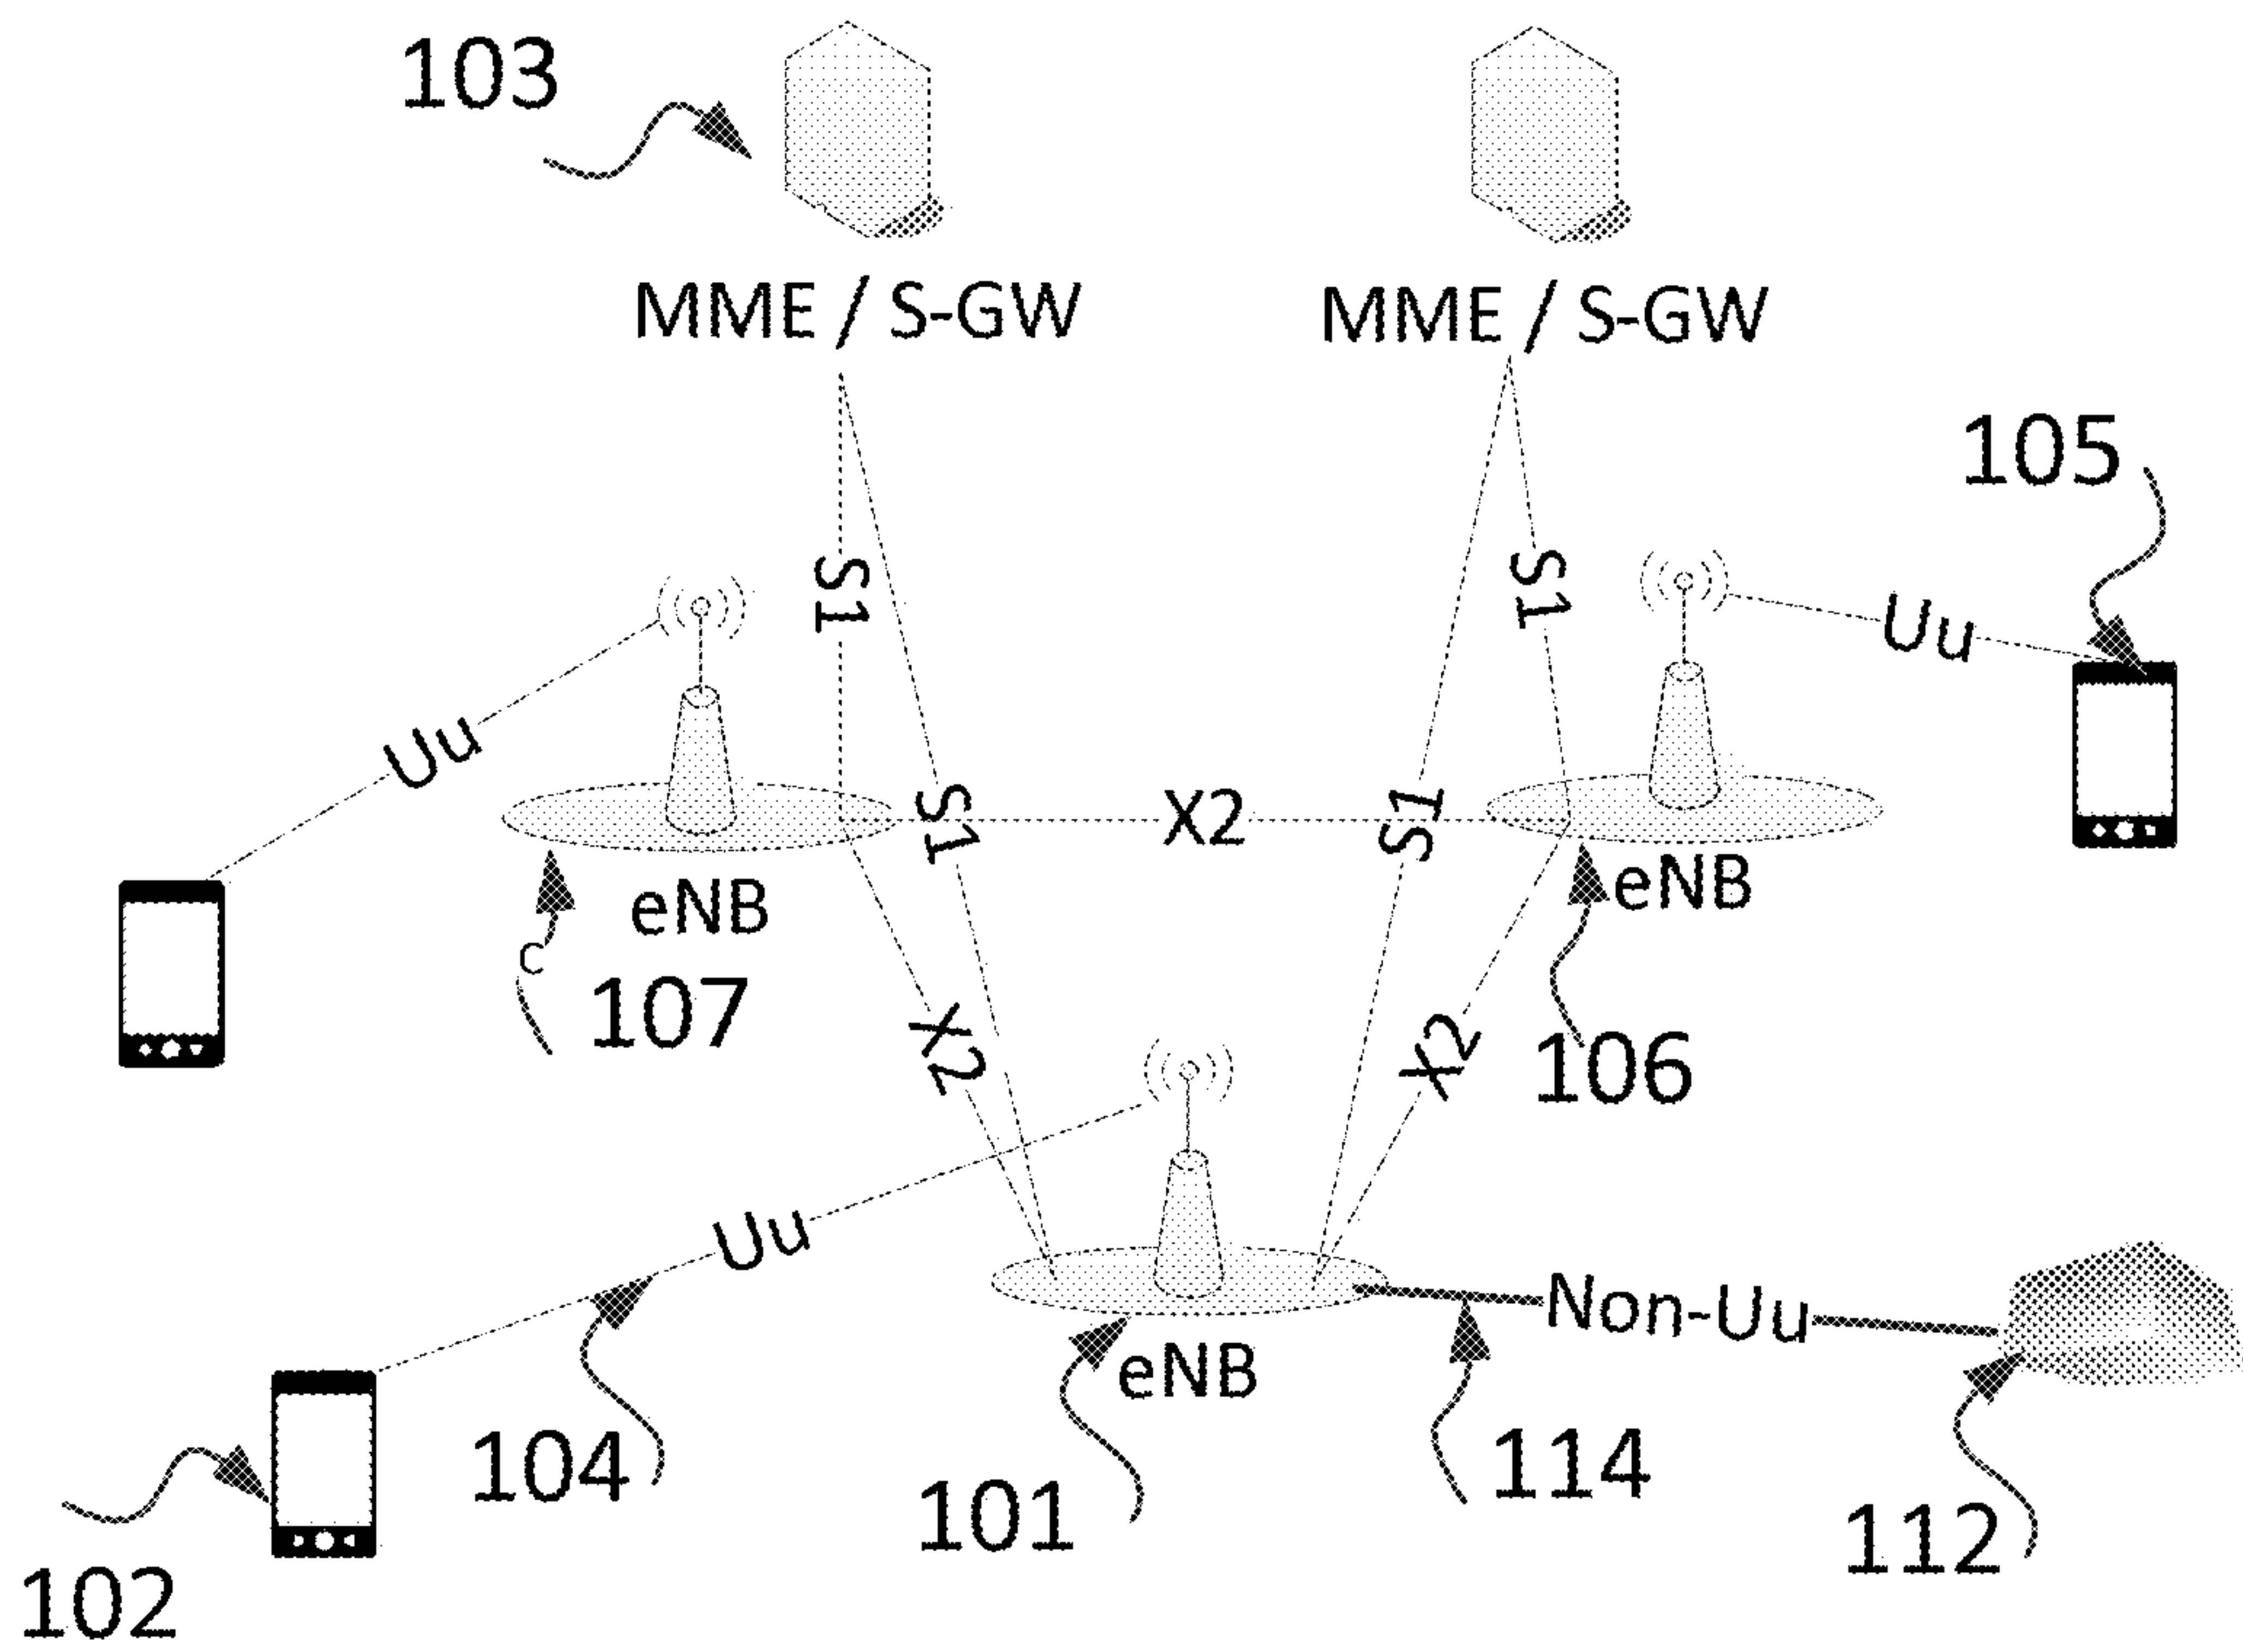 103
MME / S-GW
MME / S-GW
105
S1
S1
Uu
Uu
S1
X2
S1
eNB
eNB
107
X2
X2
106
Uu
Non-Uu
eNB
104
114
101
112
102